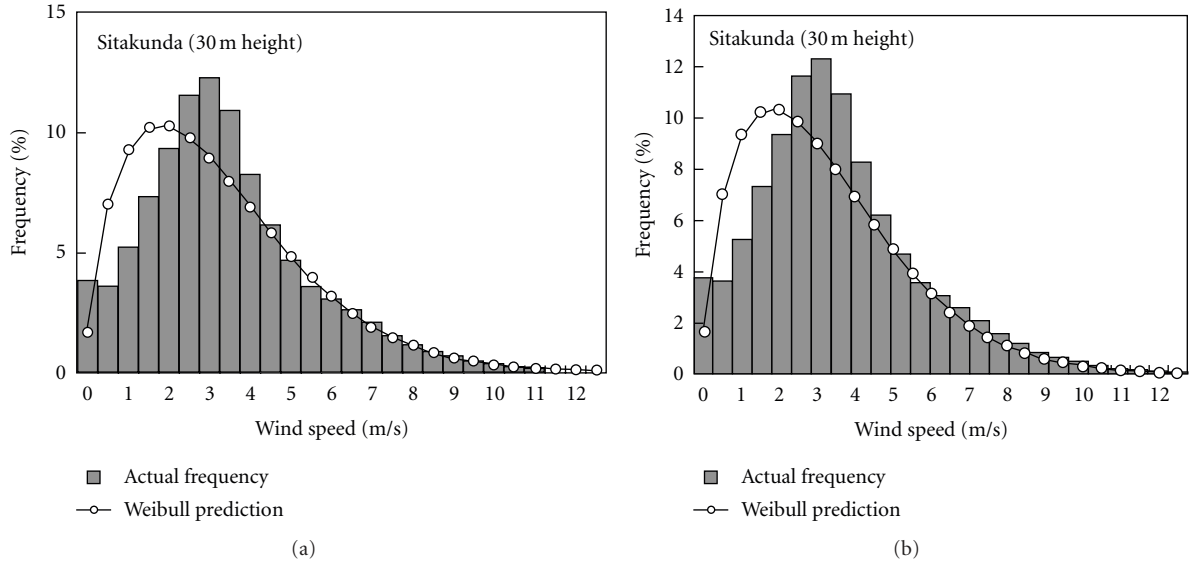 Sitakunda (30 m height)
15
10
5
0
Frequency (%)
0 1 2 3 4 5 6 7 8 9 10 11 12
Wind speed (m/s)
Actual frequency
Weibull prediction
(a)
Sitakunda (30 m height)
14
12
10
8
6
4
2
0
Frequency (%)
0 1 2 3 4 5 6 7 8 9 10 11 12
Wind speed (m/s)
Actual frequency
Weibull prediction
(b)